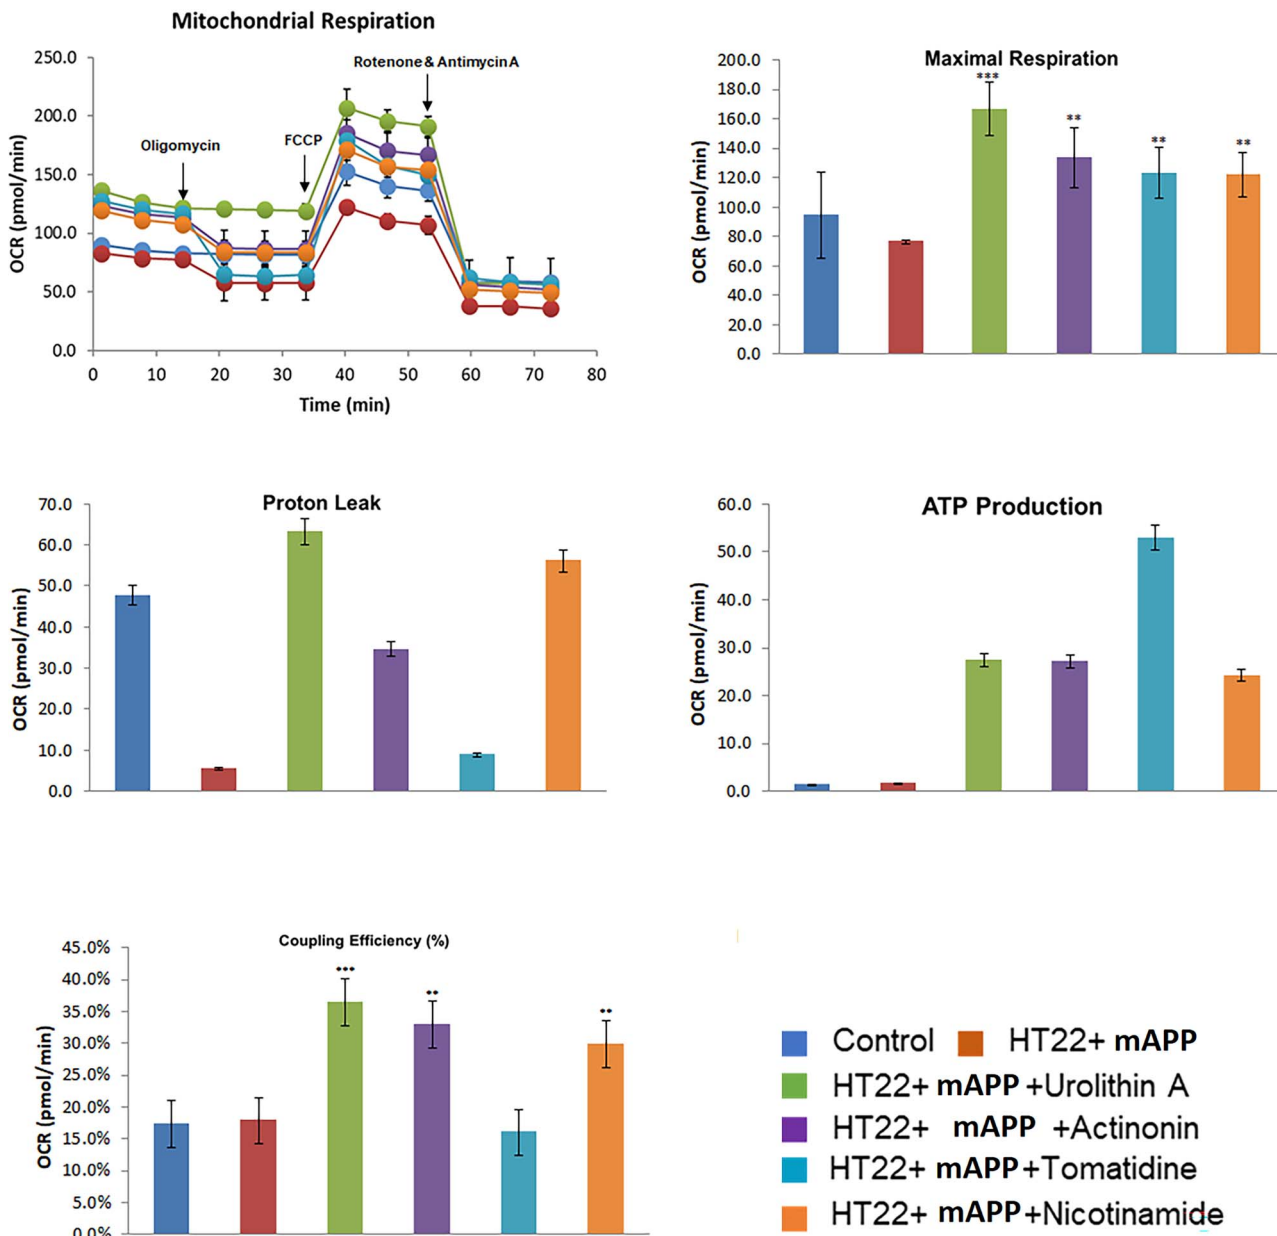 Mitochondrial Respiration
OCR (pmol/min)
250.0
200.0
150.0
100.0
50.0
0.0
Oligomycin
FCCP
Rotenone & Antimycin A
0 10 20 30 40 50 60 70 80
Time (min)
Maximal Respiration
OCR (pmol/min)
200.0
180.0
160.0
140.0
120.0
100.0
80.0
60.0
40.0
20.0
0.0
*** ** ** **
Proton Leak
OCR (pmol/min)
70.0
60.0
50.0
40.0
30.0
20.0
10.0
0.0
ATP Production
OCR (pmol/min)
60.0
50.0
40.0
30.0
20.0
10.0
0.0
Coupling Efficiency (%)
OCR (pmol/min)
45.0%
40.0%
35.0%
30.0%
25.0%
20.0%
15.0%
10.0%
5.0%
0.0%
*** ** **
Control HT22+ mAPP
HT22+ mAPP +Urolithin A
HT22+ mAPP +Actinonin
HT22+ mAPP +Tomatidine
HT22+ mAPP +Nicotinamide